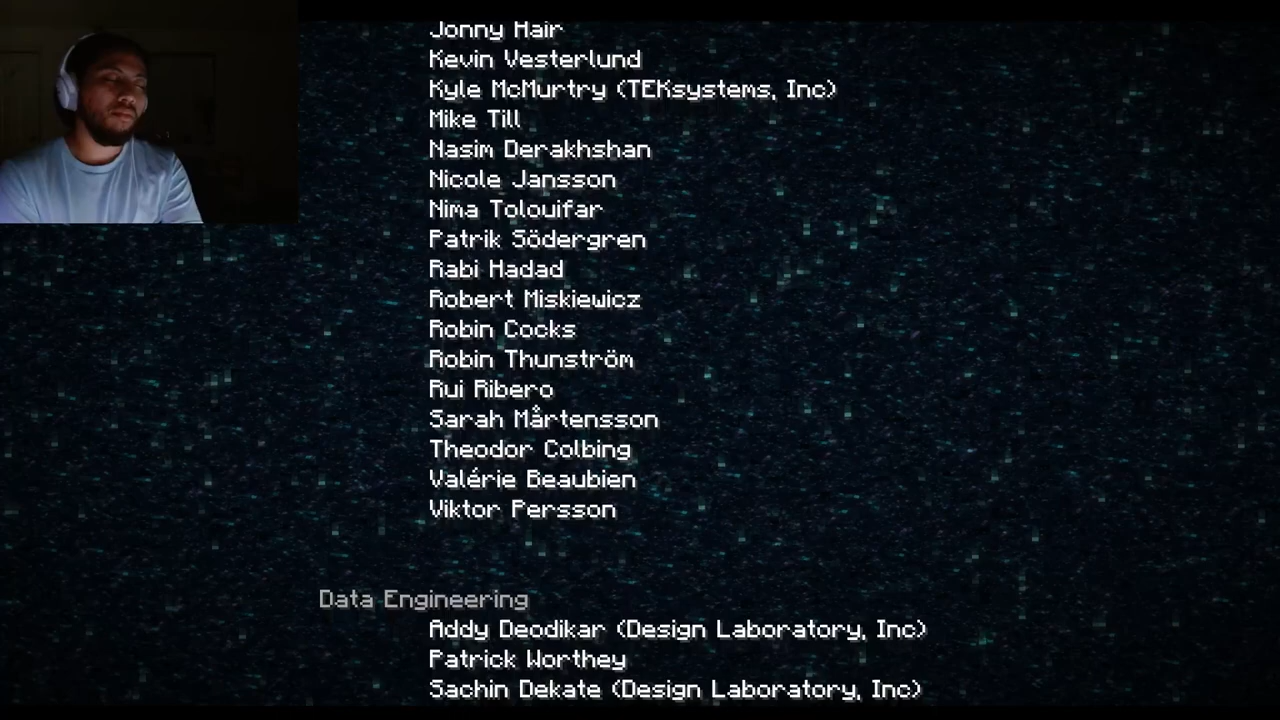 Jonny Hair
Kevin Vesterlund
Kyle McMurtry (TEKsystems, Inc)
Mike Till
Nasim Derakhshan
Nicole Jansson
Nima Tolouifar
Patrik Södergren
Rabi Hadad
Robert Miskiewicz
Robin Cocks
Robin Thunström
Rui Ribero
Sarah Mårtensson
Theodor Colbing
Valérie Beaubien
Viktor Persson
Data Engineering
Addy Deodikar (Design Laboratory, Inc)
Patrick Worthey
Sachin Dekate (Design Laboratory, Inc)